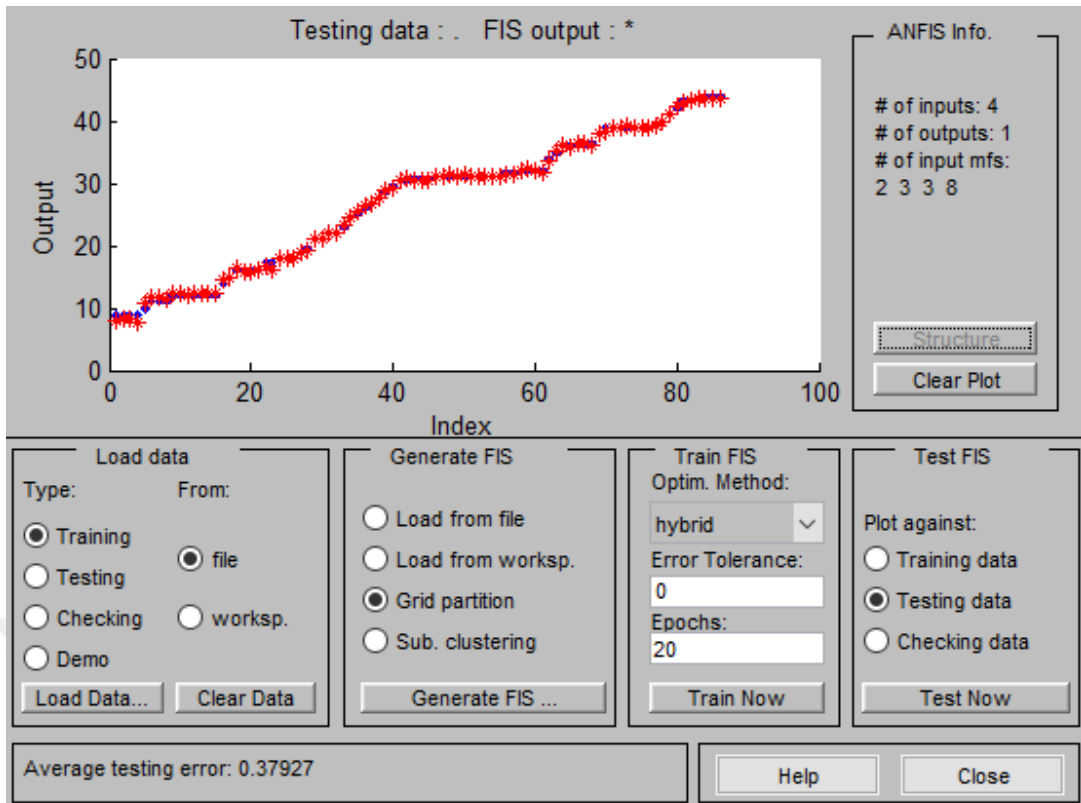 Testing data : .   FIS output : *
50
40
30
20
10
0
Output
0 20 40 60 80 100
Index
ANFIS Info.
# of inputs: 4
# of outputs: 1
# of input mfs:
2 3 3 8
Structure
Clear Plot
Load data
Type: From:
Training
file
Testing
Checking
worksp.
Demo
Load Data... Clear Data
Generate FIS
Load from file
Load from worksp.
Grid partition
Sub. clustering
Generate FIS ...
Train FIS
Optim. Method:
hybrid
Error Tolerance:
0
Epochs:
20
Train Now
Test FIS
Plot against:
Training data
Testing data
Checking data
Test Now
Average testing error: 0.37927
Help
Close